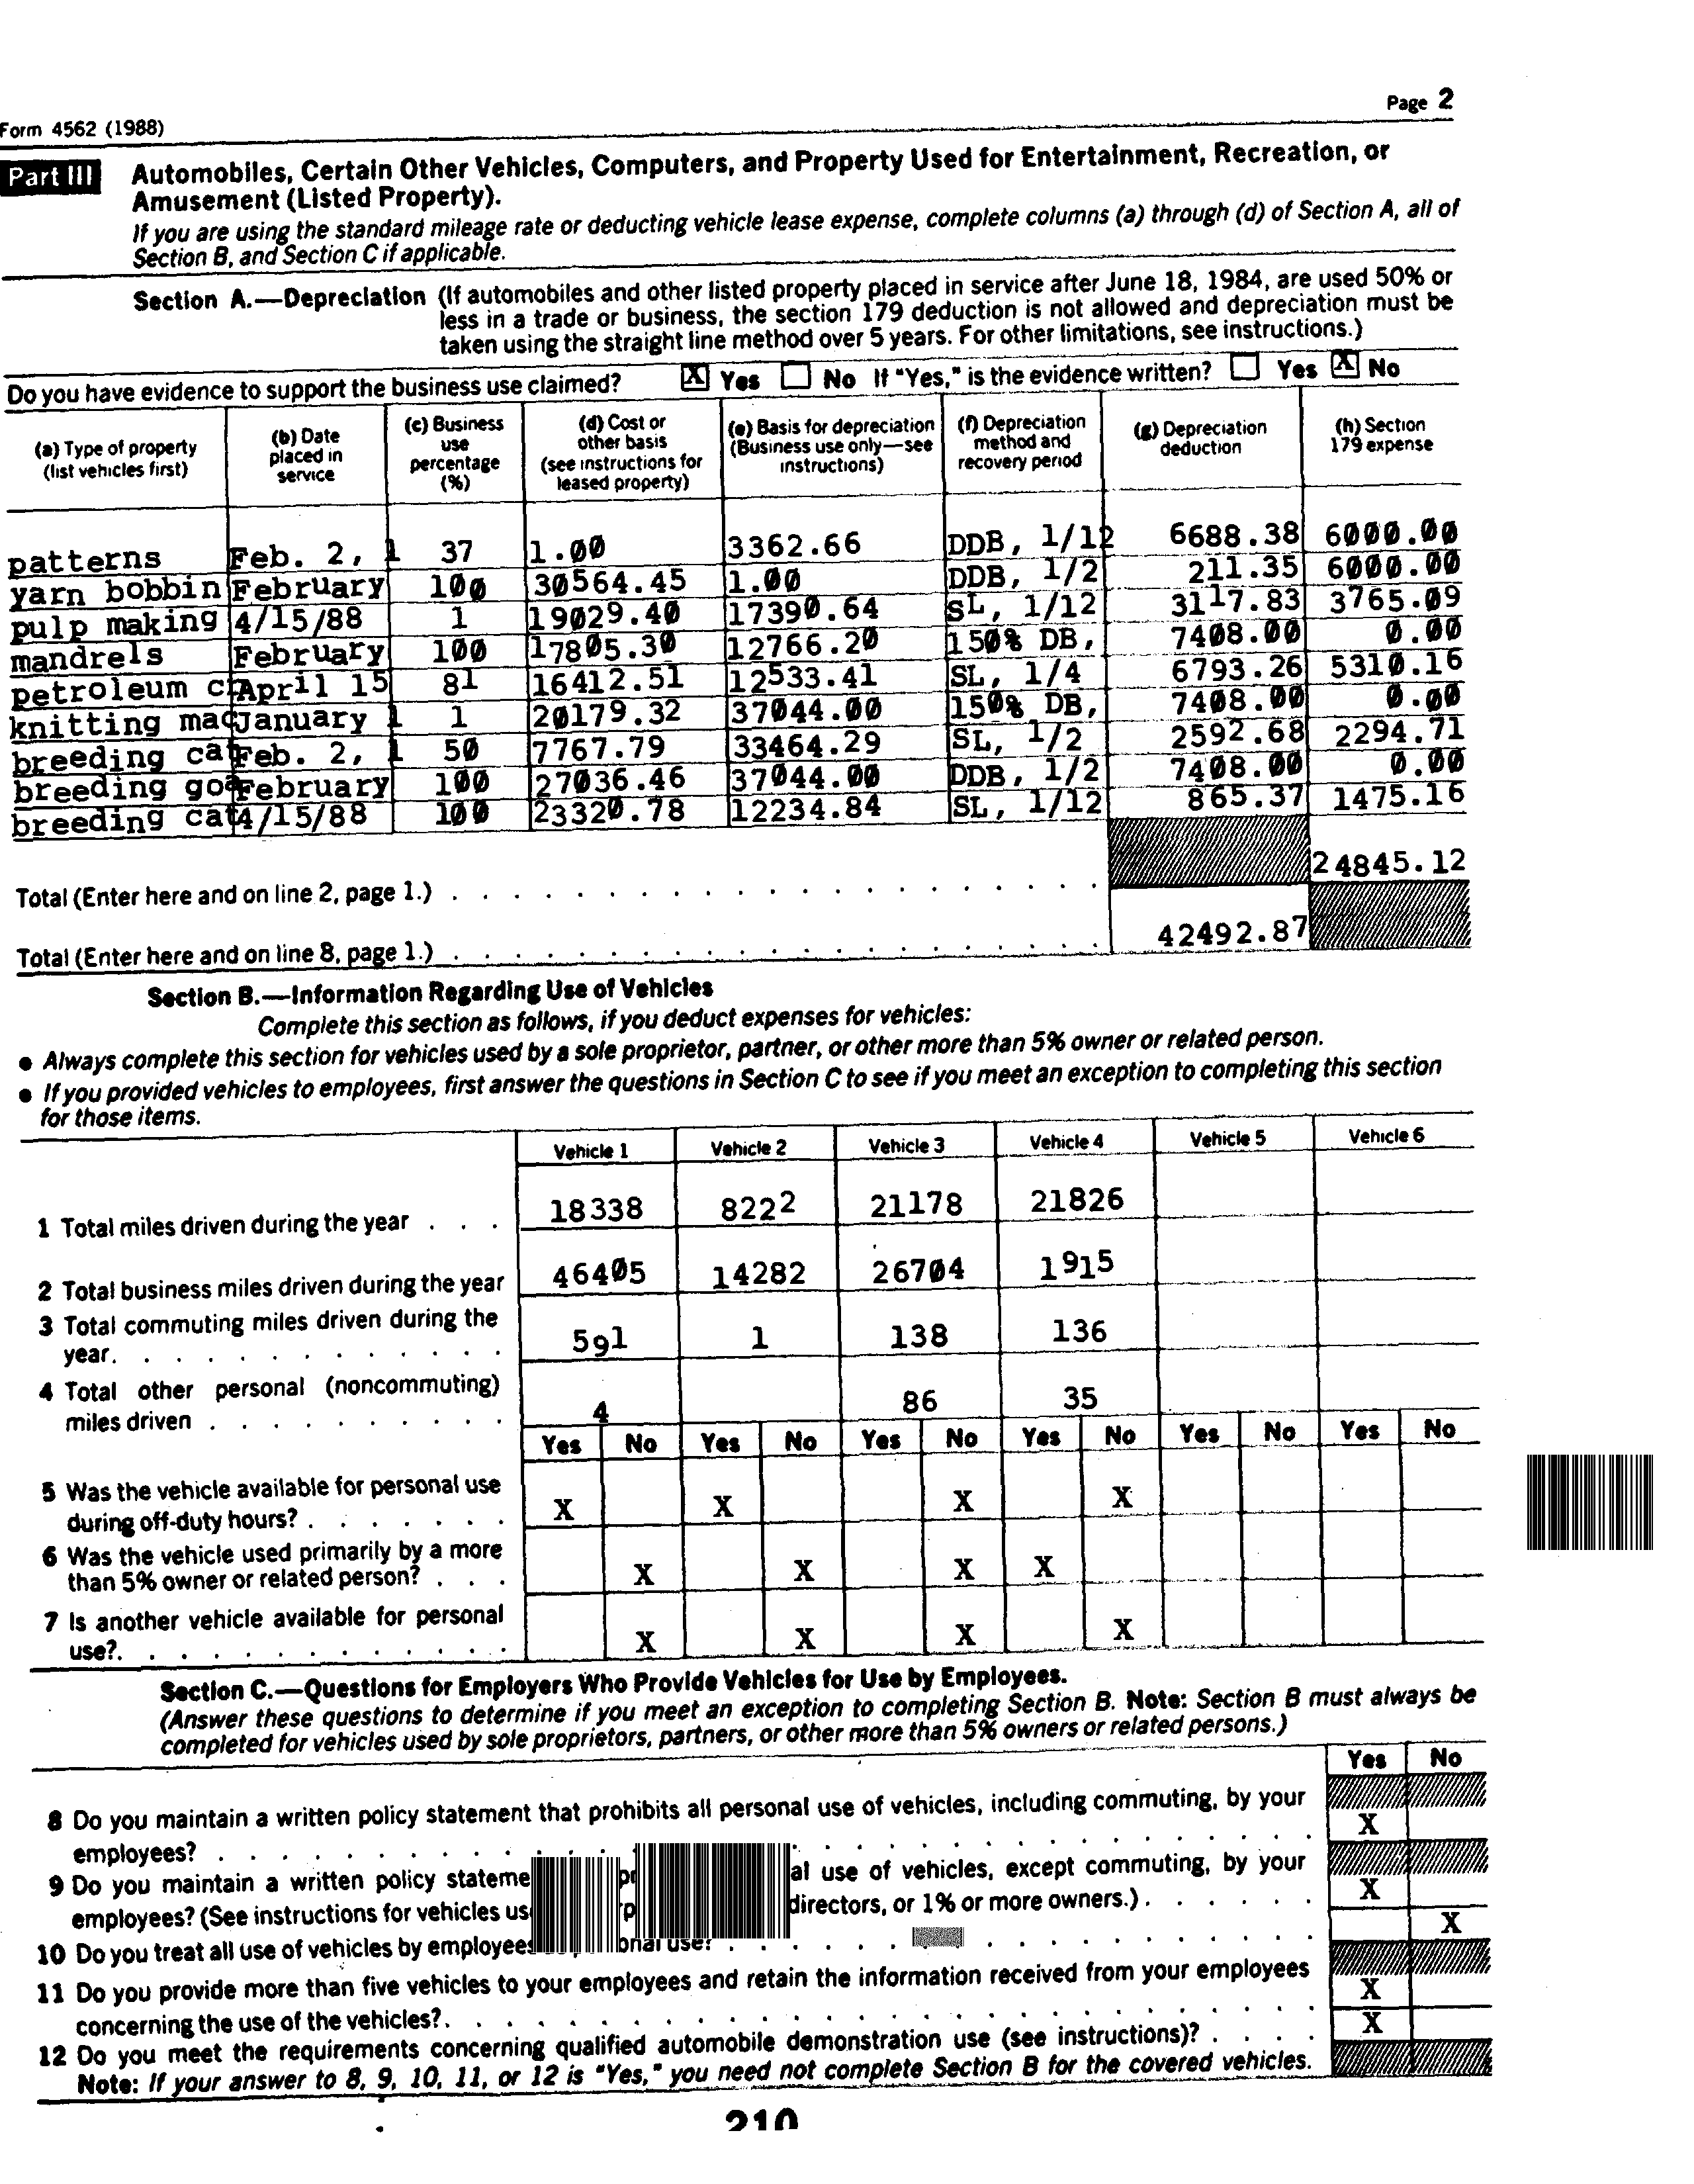 Page 2
Form 4562 (1988)
Part III Automobiles, Certain Other Vehicles, Computers, and Property Used for Entertainment, Recreation, or
Amusement (Listed Property).
If you are using the standard mileage rate or deducting vehicle lease expense, complete columns (a) through (d) of Section A, all of
Section B, and Section C if applicable.
Section A.—Depreciation (If automobiles and other listed property placed in service after June 18, 1984, are used 50% or
less in a trade or business, the section 179 deduction is not allowed and depreciation must be
taken using the straight line method over 5 years. For other limitations, see instructions.)
Do you have evidence to support the business use claimed? X Yes No If "Yes," is the evidence written? Yes X No
(a) Type of property (list vehicles first) (b) Date placed in service (c) Business use percentage (%) (d) Cost or other basis (see instructions for leased property) (e) Basis for depreciation (Business use only—see instructions) (f) Depreciation method and recovery period (g) Depreciation deduction (h) Section 179 expense
patterns Feb. 2, 1 37 1.00 3362.66 DDB, 1/12 6688.38 6000.00
yarn bobbin February 100 30564.45 1.00 DDB, 1/2 211.35 6000.00
pulp making 4/15/88 1 19029.40 17390.64 SL, 1/12 3117.83 3765.09
mandrels February 100 17805.30 12766.20 150% DB, 7408.00 0.00
petroleum c April 15 81 16412.51 12533.41 SL, 1/4 6793.26 5310.16
knitting mac January 1 1 20179.32 37044.00 150% DB, 7408.00 0.00
breeding cat Feb. 2, 1 50 7767.79 33464.29 SL, 1/2 2592.68 2294.71
breeding goa February 100 27036.46 37044.00 DDB, 1/2 7408.00 0.00
breeding cat 4/15/88 100 23320.78 12234.84 SL, 1/12 865.37 1475.16
Total (Enter here and on line 2, page 1.) 24845.12
Total (Enter here and on line 8, page 1.) 42492.87
Section B.—Information Regarding Use of Vehicles
Complete this section as follows, if you deduct expenses for vehicles:
● Always complete this section for vehicles used by a sole proprietor, partner, or other more than 5% owner or related person.
● If you provided vehicles to employees, first answer the questions in Section C to see if you meet an exception to completing this section
for those items.
Vehicle 1 Vehicle 2 Vehicle 3 Vehicle 4 Vehicle 5 Vehicle 6
1 Total miles driven during the year . . . 18338 8222 21178 21826
2 Total business miles driven during the year 46405 14282 26704 1915
3 Total commuting miles driven during the
year. 591 1 138 136
4 Total other personal (noncommuting)
miles driven 4 86 35
Yes No Yes No Yes No Yes No Yes No Yes No
5 Was the vehicle available for personal use
during off-duty hours? X X X X
6 Was the vehicle used primarily by a more
than 5% owner or related person? . . . X X X X
7 Is another vehicle available for personal
use?. X X X X
Section C.—Questions for Employers Who Provide Vehicles for Use by Employees.
(Answer these questions to determine if you meet an exception to completing Section B. Note: Section B must always be
completed for vehicles used by sole proprietors, partners, or other more than 5% owners or related persons.)
Yes No
8 Do you maintain a written policy statement that prohibits all personal use of vehicles, including commuting, by your
employees? X
9 Do you maintain a written policy use of vehicles, except commuting, by your
employees? (See instructions for vehicles directors, or 1% or more owners.) X
10 Do you treat all use of vehicles by employees use? X
11 Do you provide more than five vehicles to your employees and retain the information received from your employees
concerning the use of the vehicles?. X
12 Do you meet the requirements concerning qualified automobile demonstration use (see instructions)? . . . . X
Note: If your answer to 8, 9, 10, 11, or 12 is "Yes," you need not complete Section B for the covered vehicles.
210